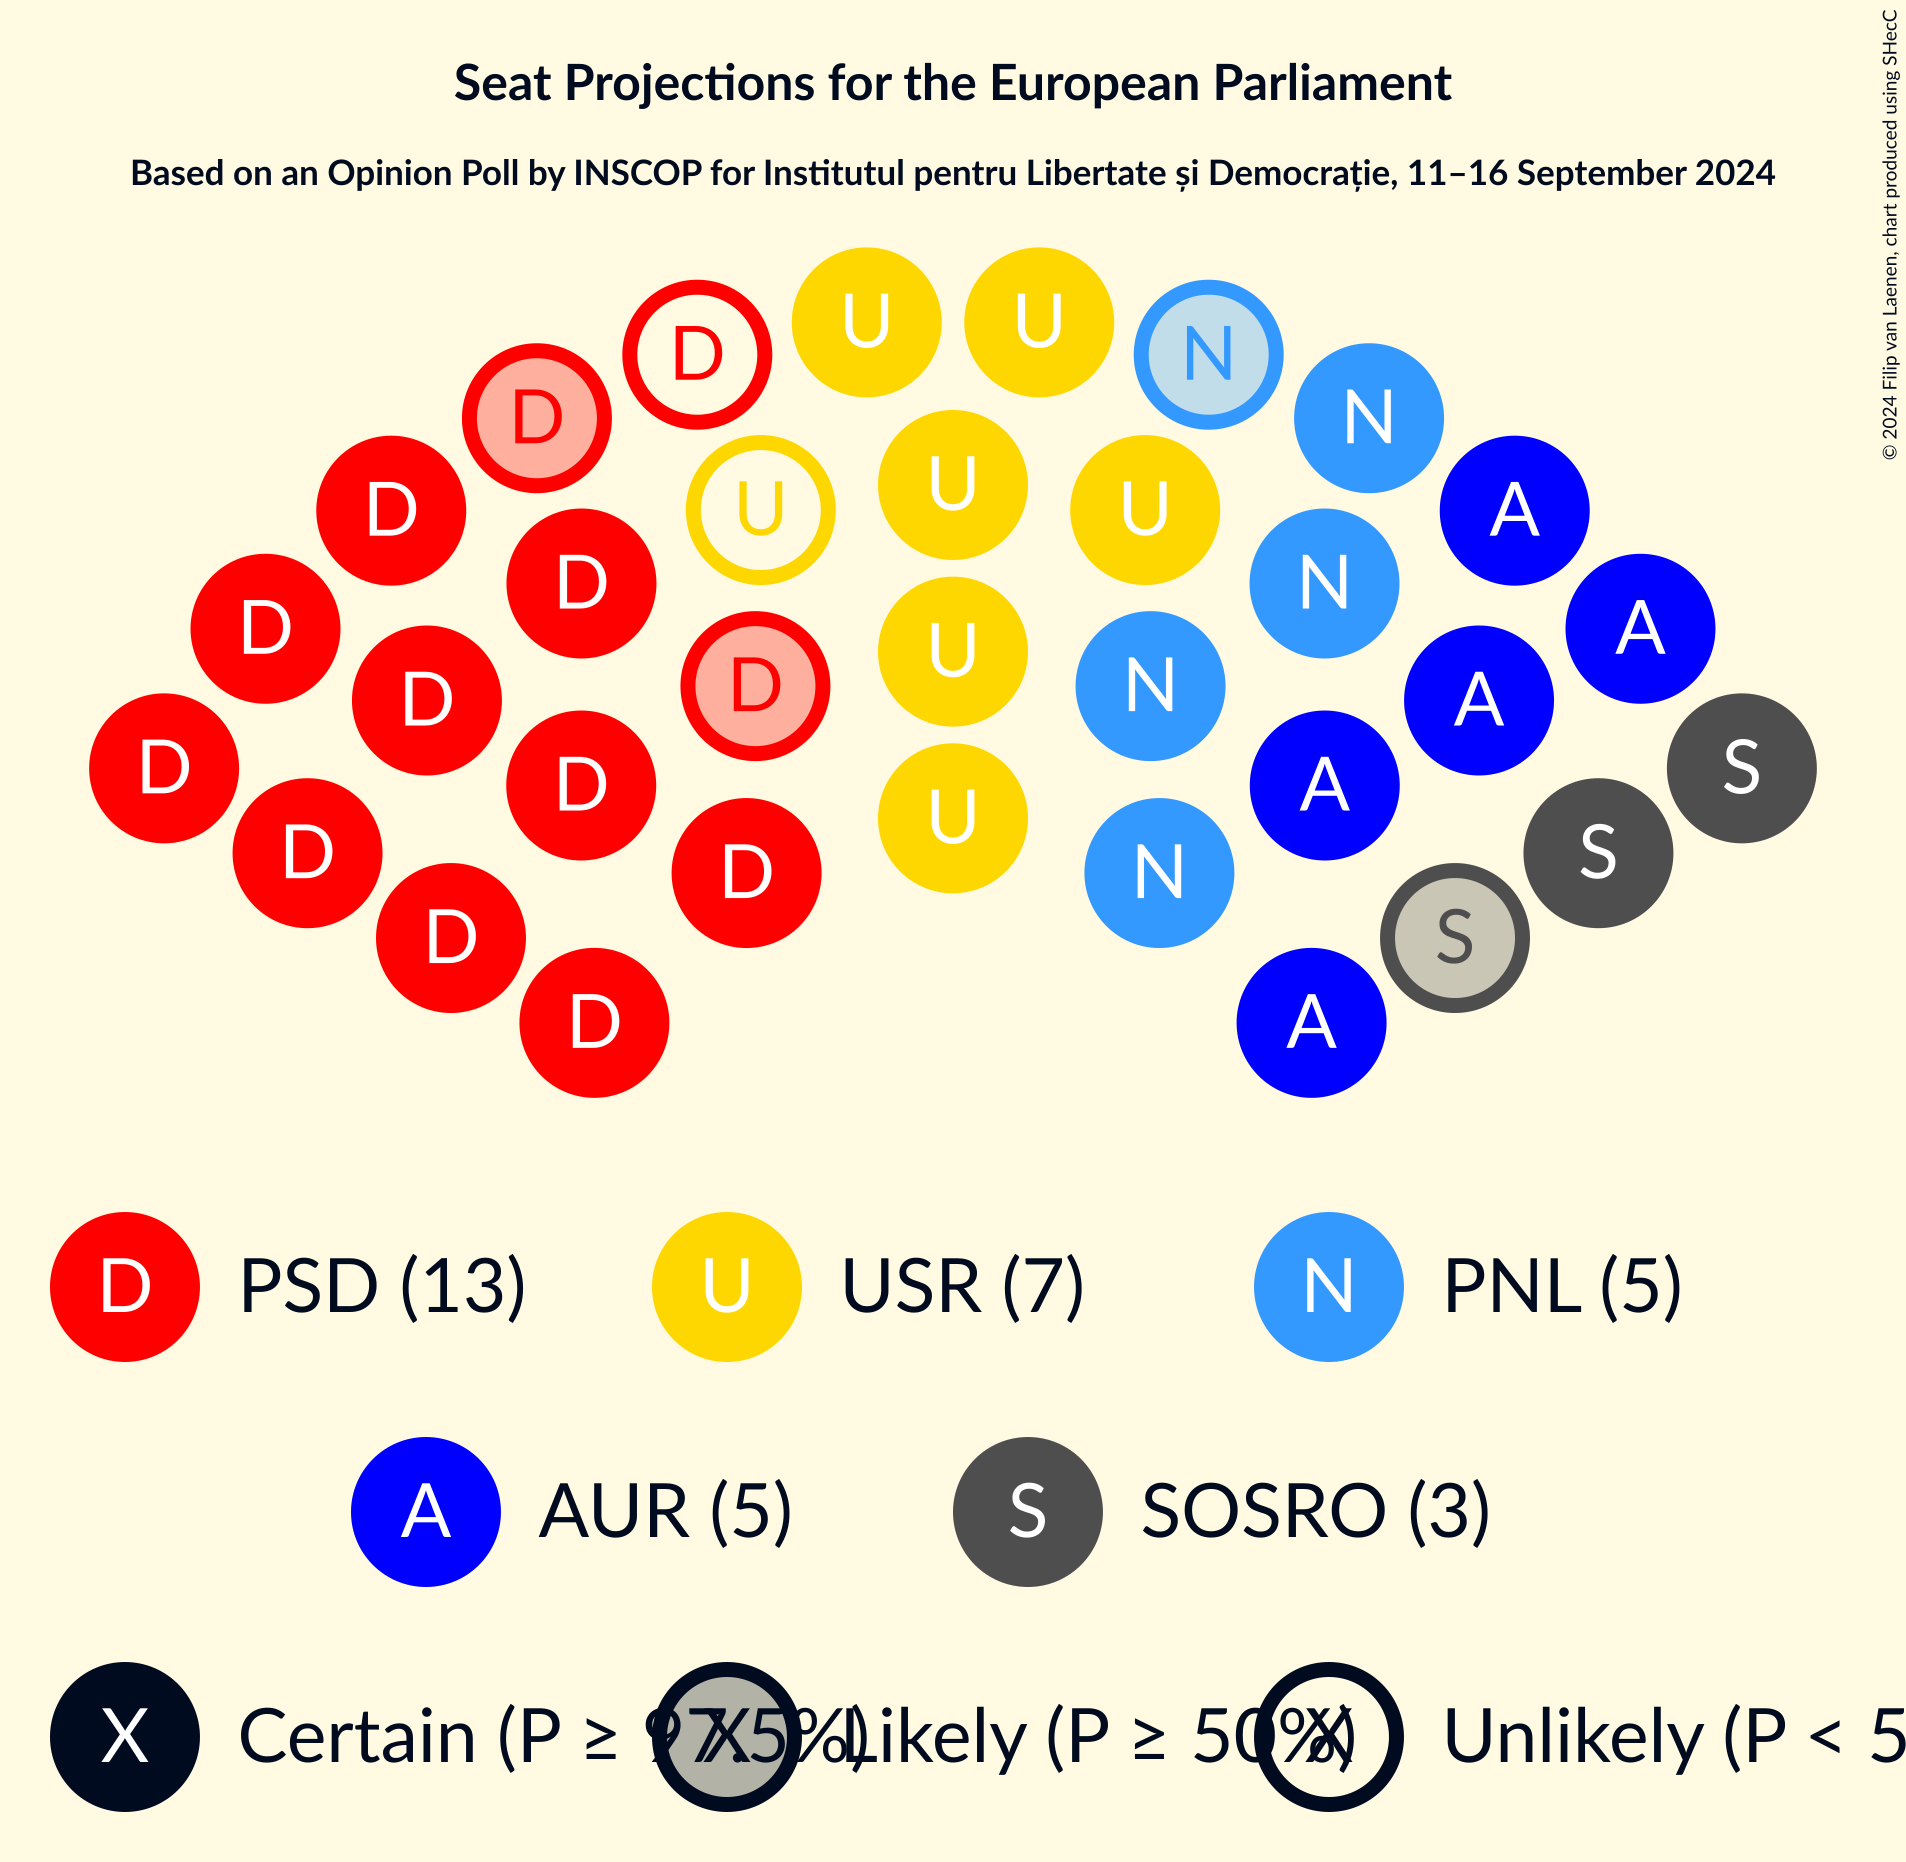 Seat Projections for the European Parliament
Based on an Opinion Poll by INSCOP for Institutul pentru Libertate și Democrație, 11–16 September 2024
© 2024 Filip van Laenen, chart produced using SHecC
U U
D N
D N
U
U U
D A
D N
D A
U
D N
D A
D S
D A
U
D S
D N
D S
D A
D PSD (13)
U USR (7)
N PNL (5)
A AUR (5)
S SOSRO (3)
X Certain (P ≥ 97.5%)
X Likely (P ≥ 50%)
X Unlikely (P < 5